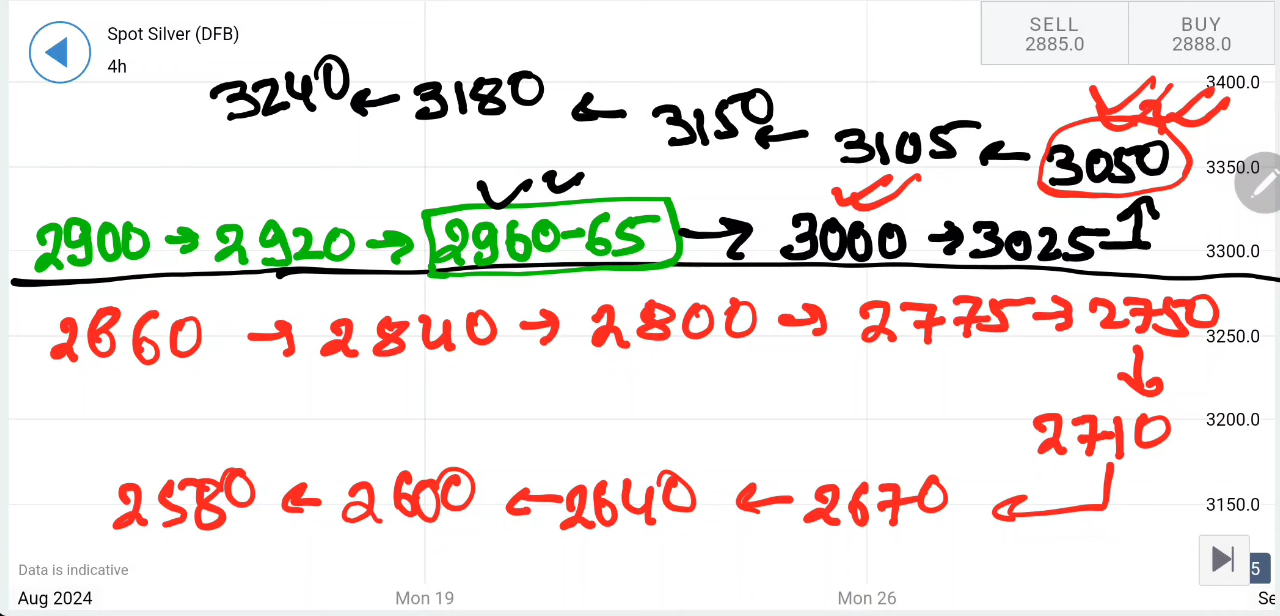 Spot Silver (DFB)
4h
SELL
2885.0
BUY
2888.0
3400.0
3240 ← 3180 ← 3150 ← 3105 ← 3050
3350.0
2900 → 2920 → 2960-65 → 3000 → 3025
3300.0
2860 → 2840 → 2800 → 2775 → 2750
3250.0
2710
3200.0
2580 ← 2600 ← 2640 ← 2670
3150.0
Data is indicative
5
Aug 2024
Mon 19
Mon 26
Se